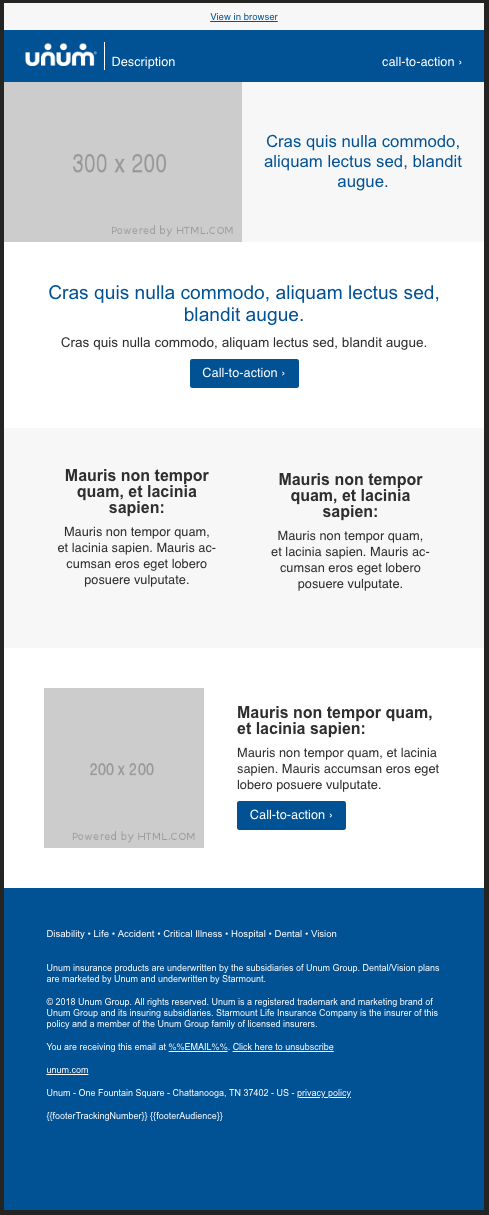 View in browser
unum
Description
call-to-action ›
300 x 200
Powered by HTML.COM
Cras quis nulla commodo,
aliquam lectus sed, blandit
augue.
Cras quis nulla commodo, aliquam lectus sed,
blandit augue.
Cras quis nulla commodo, aliquam lectus sed, blandit augue.
Call-to-action ›
Mauris non tempor
quam, et lacinia
sapien:
Mauris non tempor quam,
et lacinia sapien. Mauris ac-
cumsan eros eget lobero
posuere vulputate.
Mauris non tempor
quam, et lacinia
sapien:
Mauris non tempor quam,
et lacinia sapien. Mauris ac-
cumsan eros eget lobero
posuere vulputate.
200 x 200
Powered by HTML.COM
Mauris non tempor quam,
et lacinia sapien:
Mauris non tempor quam, et lacinia
sapien. Mauris accumsan eros eget
lobero posuere vulputate.
Call-to-action ›
Disability • Life • Accident • Critical Illness • Hospital • Dental • Vision
Unum insurance products are underwritten by the subsidiaries of Unum Group. Dental/Vision plans
are marketed by Unum and underwritten by Starmount.
© 2018 Unum Group. All rights reserved. Unum is a registered trademark and marketing brand of
Unum Group and its insuring subsidiaries. Starmount Life Insurance Company is the insurer of this
policy and a member of the Unum Group family of licensed insurers.
You are receiving this email at %%EMAIL%%. Click here to unsubscribe
unum.com
Unum - One Fountain Square - Chattanooga, TN 37402 - US - privacy policy
{{footerTrackingNumber}} {{footerAudience}}